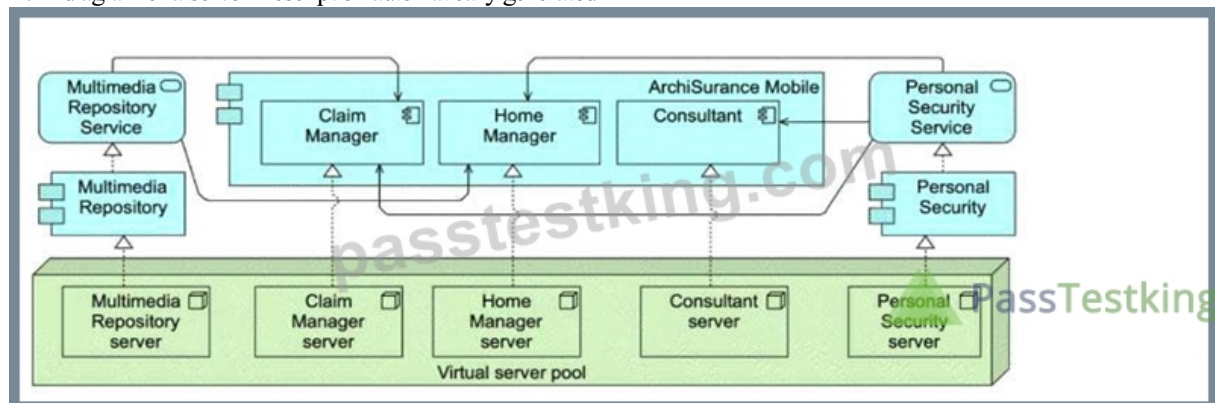 ArchiSurance Mobile
Multimedia
Repository
Service
Claim
Manager
Home
Manager
Consultant
Personal
Security
Service
Multimedia
Repository
Personal
Security
passtestking.com
Multimedia
Repository
server
Claim
Manager
server
Home
Manager
server
Consultant
server
Personal
Security
server
PassTestking
Virtual server pool